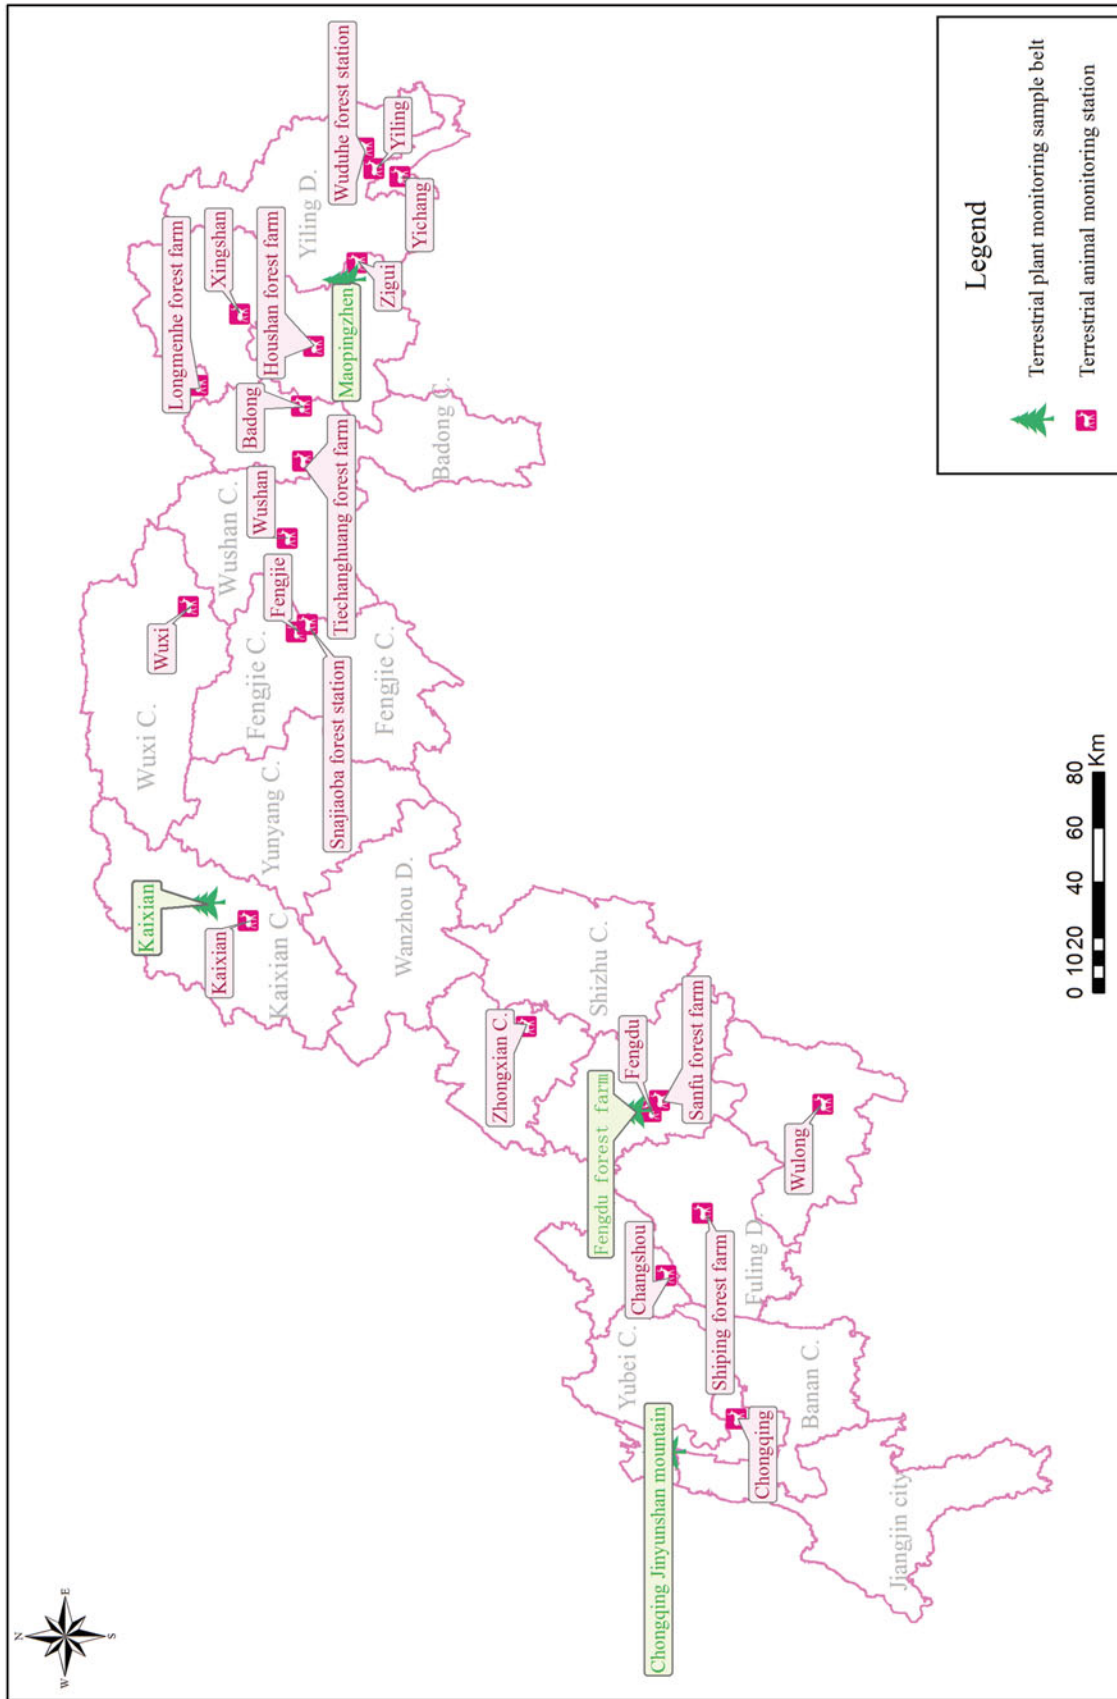 N
W
E
S
Wuxi C.
Wushan C.
Fengjie C.
Fengjie C.
Yunyang C.
Kaixian C.
Wanzhou D.
Shizhu C.
Badong C.
Yiling D.
Yubei C.
Fuling D.
Banan C.
Jiangjin city
Kaixian
Kaixian
Wuxi
Fengjie
Wushan
Badong
Longmenhe forest farm
Xingshan
Houshan forest farm
Wuduhe forest station
Yiling
Yichang
Zigui
Maopingzhen
Tiechanghuang forest farm
Snajiaoba forest station
Zhongxian C.
Fengdu forest farm
Fengdu
Sanfu forest farm
Wulong
Changshou
Shiping forest farm
Chongqing Jinyunshan mountain
Chongqing
0 10 20 40 60 80
Km
Legend
Terrestrial plant monitoring sample belt
Terrestrial animal monitoring station